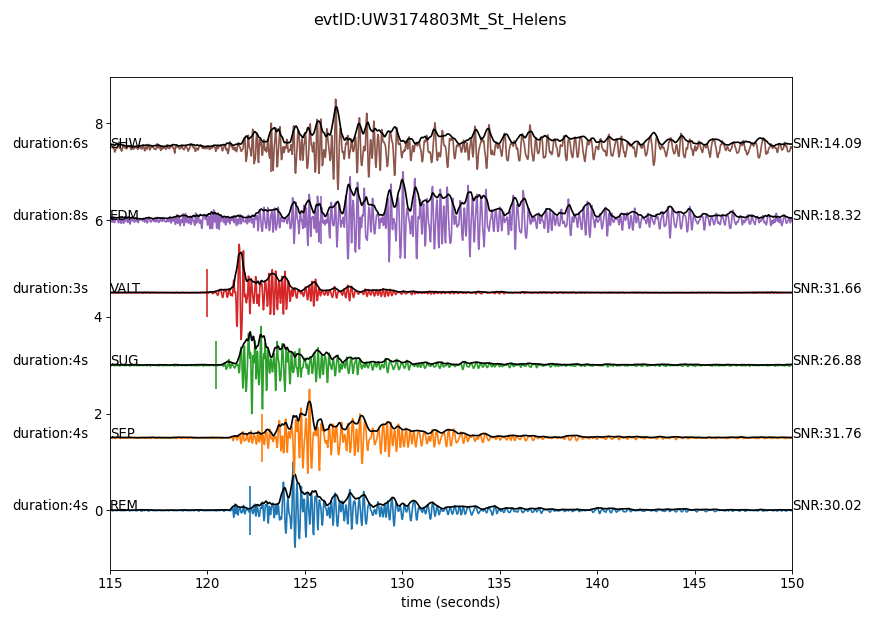 evtID:UW3174803Mt_St_Helens
8
duration:6s SHW SNR:14.09
duration:8s EDM SNR:18.32
6
duration:3s VALT SNR:31.66
4
duration:4s SUG SNR:26.88
2
duration:4s SEP SNR:31.76
duration:4s REM SNR:30.02
0
115 120 125 130 135 140 145 150
time (seconds)